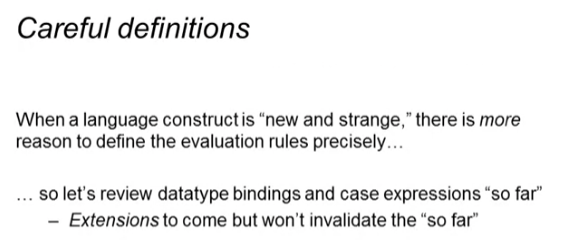 Careful definitions
When a language construct is “new and strange,” there is more
reason to define the evaluation rules precisely…
… so let’s review datatype bindings and case expressions “so far”
– Extensions to come but won’t invalidate the “so far”